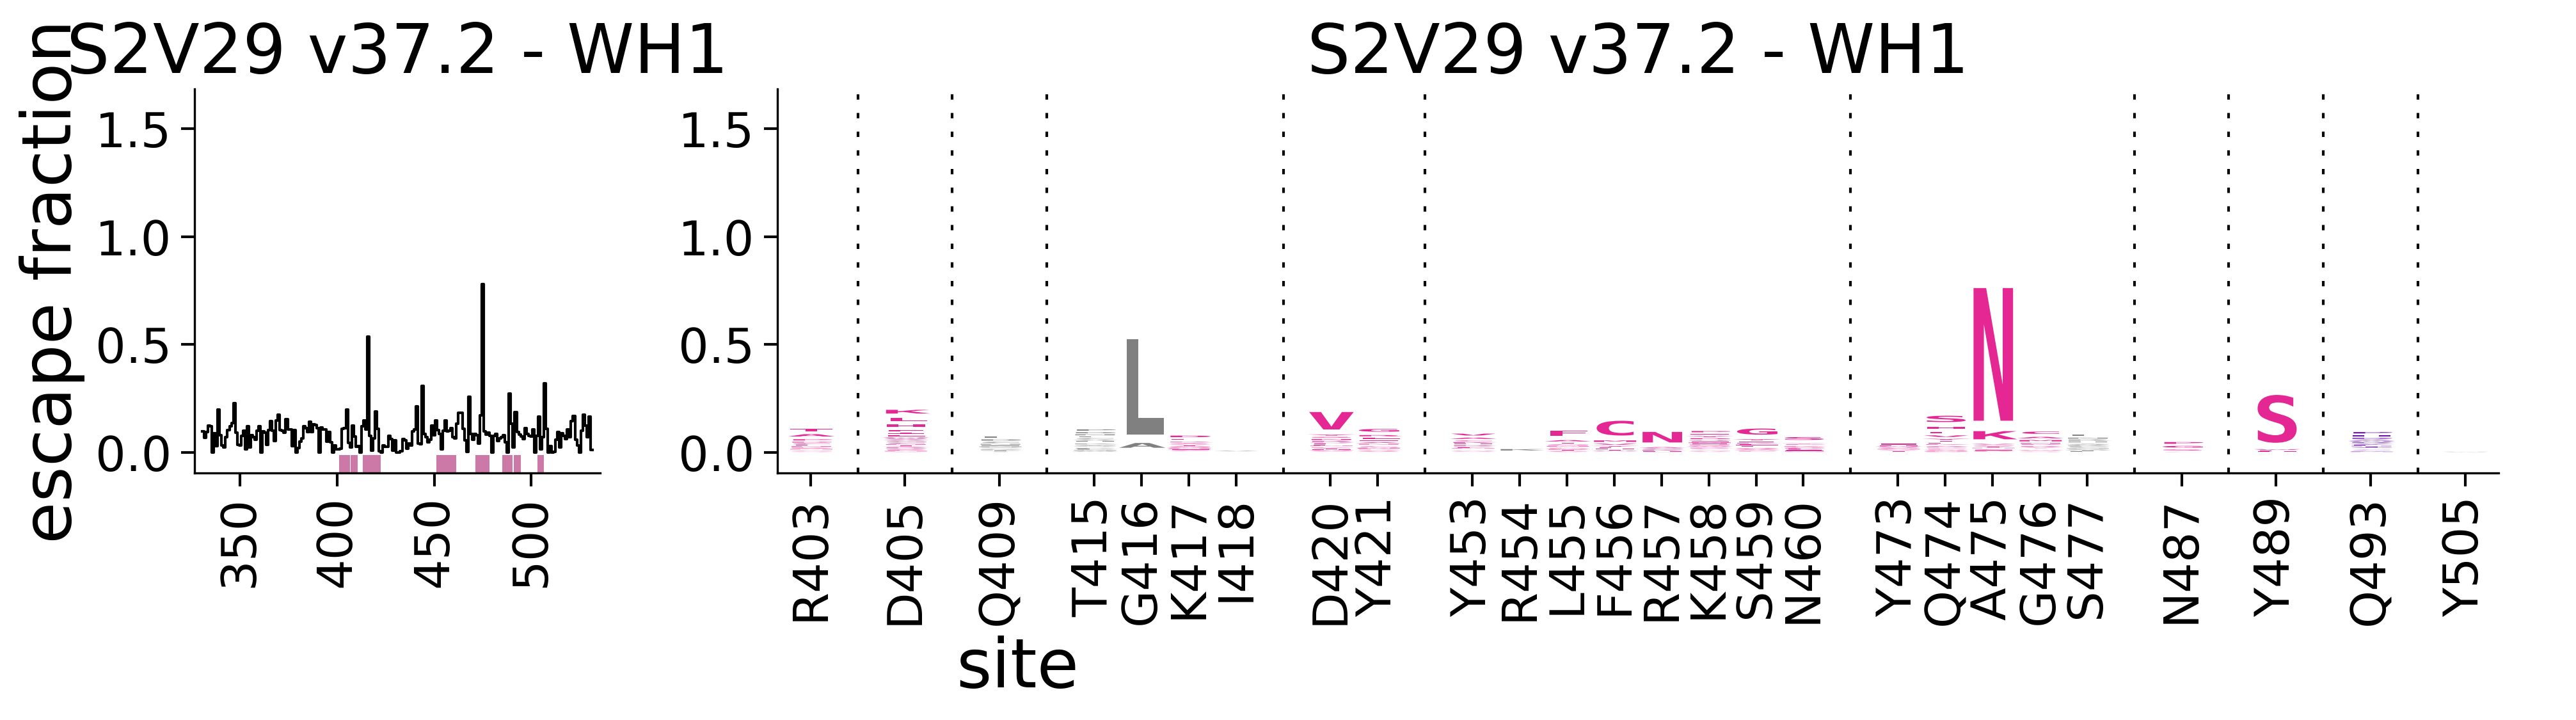 S2V29 v37.2 - WH1
S2V29 v37.2 - WH1
escape fraction
1.5
1.0
0.5
0.0
350
400
450
500
1.5
1.0
0.5
0.0
L
A
V
C
N
N
K
S
R403
D405
Q409
T415
G416
K417
I418
D420
Y421
Y453
R454
L455
F456
R457
K458
S459
N460
Y473
Q474
A475
G476
S477
N487
Y489
Q493
Y505
site